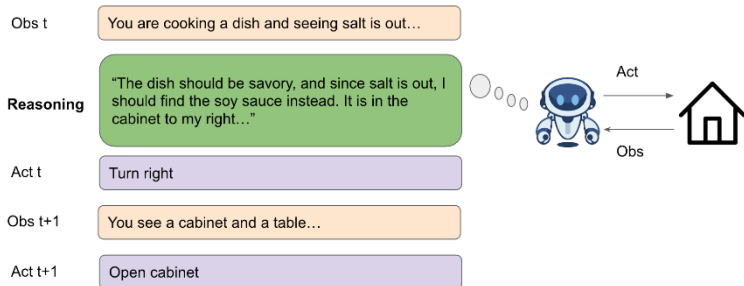 Obs t
You are cooking a dish and seeing salt is out…
Reasoning
“The dish should be savory, and since salt is out, I
should find the soy sauce instead. It is in the
cabinet to my right…”
Act
Obs
Act t
Turn right
Obs t+1
You see a cabinet and a table…
Act t+1
Open cabinet